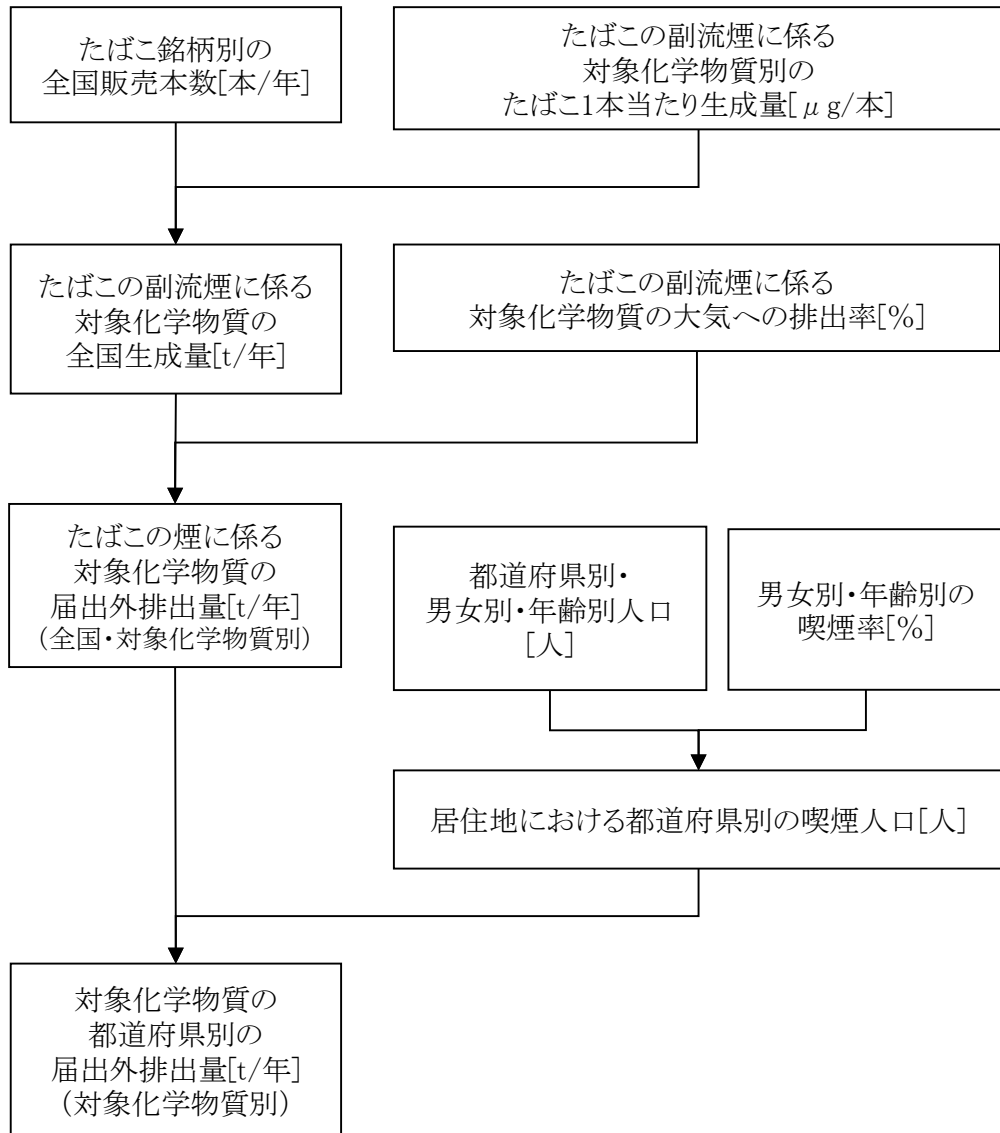 たばこ銘柄別の
全国販売本数[本/年]
たばこの副流煙に係る
対象化学物質別の
たばこ1本当たり生成量[μg/本]
たばこの副流煙に係る
対象化学物質の
全国生成量[t/年]
たばこの副流煙に係る
対象化学物質の大気への排出率[%]
たばこの煙に係る
対象化学物質の
届出外排出量[t/年]
(全国・対象化学物質別)
都道府県別・
男女別・年齢別人口
[人]
男女別・年齢別の
喫煙率[%]
居住地における都道府県別の喫煙人口[人]
対象化学物質の
都道府県別の
届出外排出量[t/年]
(対象化学物質別)